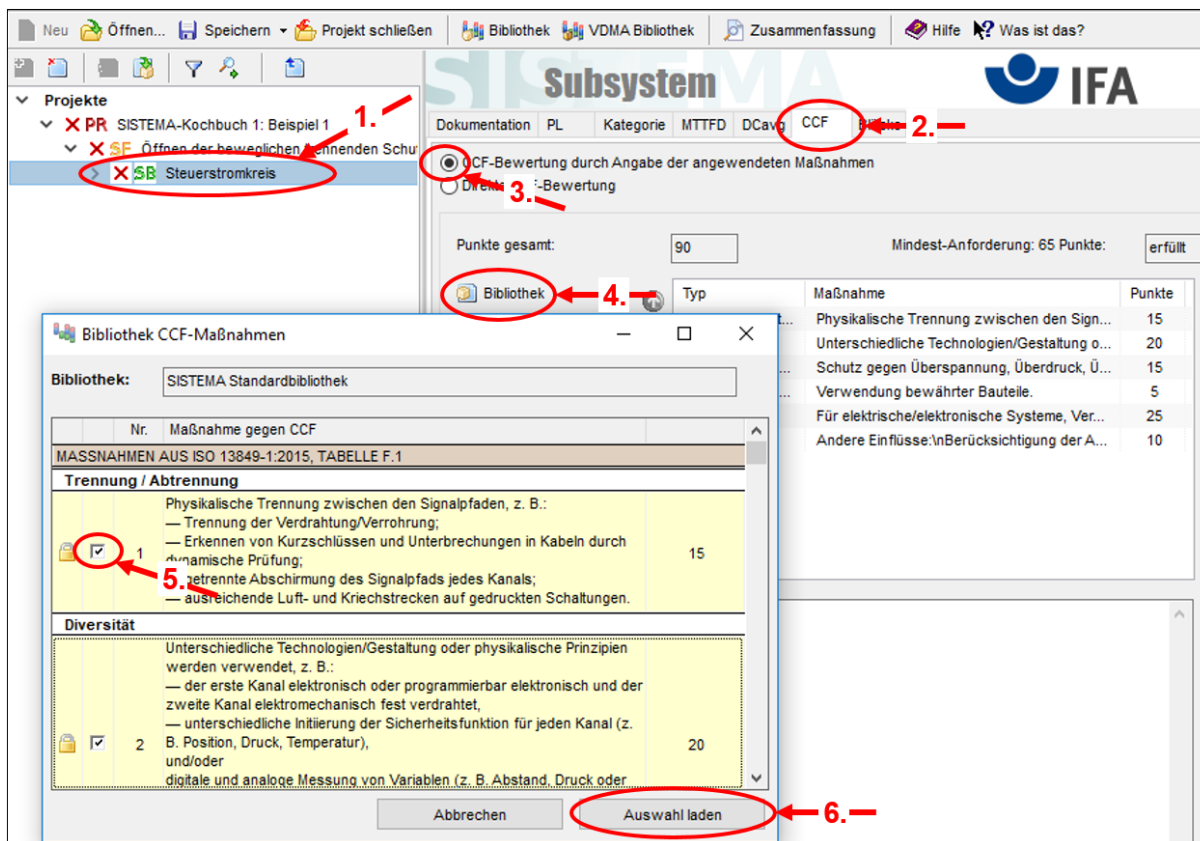 Neu Öffnen... Speichern Projekt schließen Bibliothek VDMA Bibliothek Zusammenfassung Hilfe Was ist das?
SISTEMA
Subsystem
IFA
Projekte
PR SISTEMA-Kochbuch 1: Beispiel 1
1.
SF Öffnen der beweglichen trennenden Schu
SB Steuerstromkreis
Dokumentation PL Kategorie MTTFD DCavg CCF
2.
CCF-Bewertung durch Angabe der angewendeten Maßnahmen
3.
Punkte gesamt: 90 Mindest-Anforderung: 65 Punkte: erfüllt
Bibliothek
4.
Typ Maßnahme Punkte
t... Physikalische Trennung zwischen den Sign... 15
Unterschiedliche Technologien/Gestaltung o... 20
... Schutz gegen Überspannung, Überdruck, Ü... 15
... Verwendung bewährter Bauteile. 5
Für elektrische/elektronische Systeme, Ver... 25
Andere Einflüsse:\nBerücksichtigung der A... 10
Bibliothek CCF-Maßnahmen
Bibliothek: SISTEMA Standardbibliothek
Nr. Maßnahme gegen CCF
MASSNAHMEN AUS ISO 13849-1:2015, TABELLE F.1
Trennung / Abtrennung
Physikalische Trennung zwischen den Signalpfaden, z. B.:
— Trennung der Verdrahtung/Verrohrung;
— Erkennen von Kurzschlüssen und Unterbrechungen in Kabeln durch
1 dynamische Prüfung; 15
5.
getrennte Abschirmung des Signalpfads jedes Kanals;
— ausreichende Luft- und Kriechstrecken auf gedruckten Schaltungen.
Diversität
Unterschiedliche Technologien/Gestaltung oder physikalische Prinzipien
werden verwendet, z. B.:
— der erste Kanal elektronisch oder programmierbar elektronisch und der
zweite Kanal elektromechanisch fest verdrahtet,
— unterschiedliche Initiierung der Sicherheitsfunktion für jeden Kanal (z.
2 B. Position, Druck, Temperatur), 20
und/oder
digitale und analoge Messung von Variablen (z. B. Abstand, Druck oder
Abbrechen Auswahl laden
6.